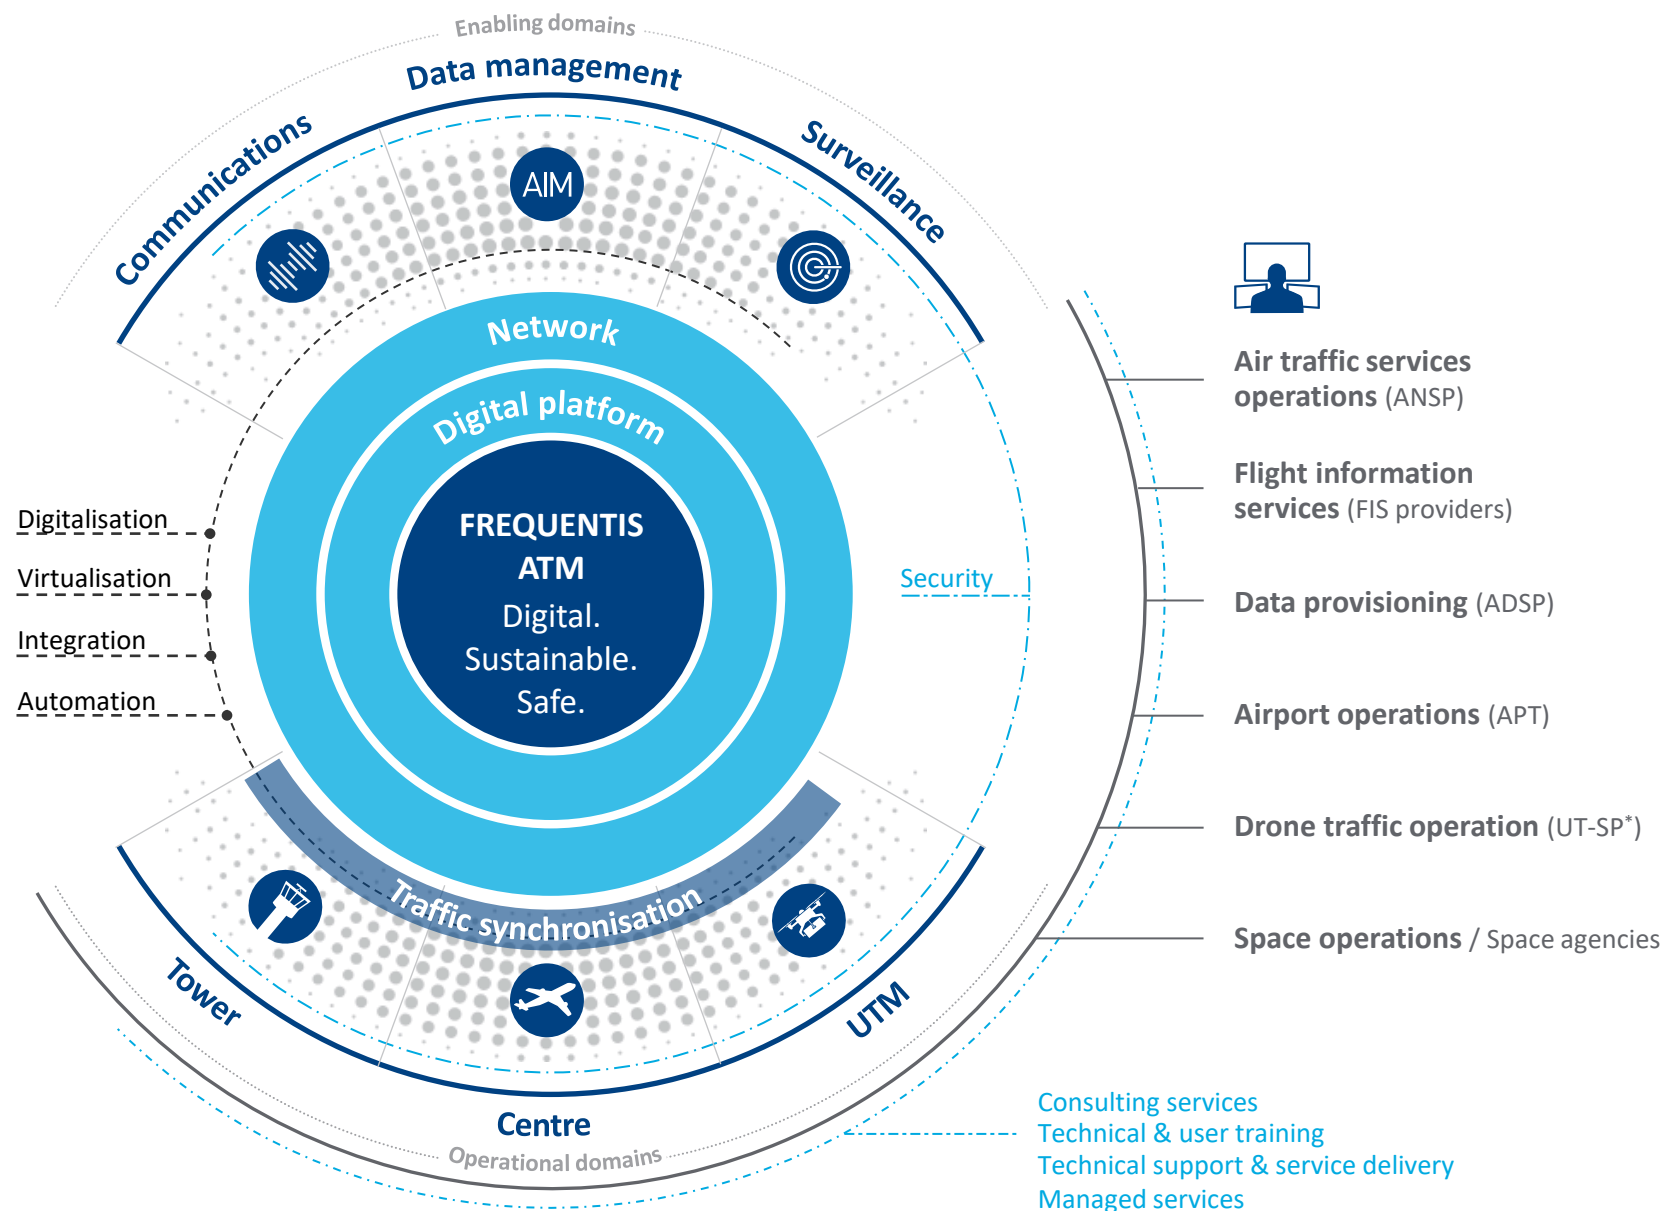 Enabling domains
Data management
Communications
Surveillance
AIM
Network
Digital platform
FREQUENTIS
ATM
Digital.
Sustainable.
Safe.
Digitalisation
Virtualisation
Integration
Automation
Security
Traffic synchronisation
Tower
Centre
UTM
Operational domains
Air traffic services
operations (ANSP)
Flight information
services (FIS providers)
Data provisioning (ADSP)
Airport operations (APT)
Drone traffic operation (UT-SP*)
Space operations / Space agencies
Consulting services
Technical & user training
Technical support & service delivery
Managed services